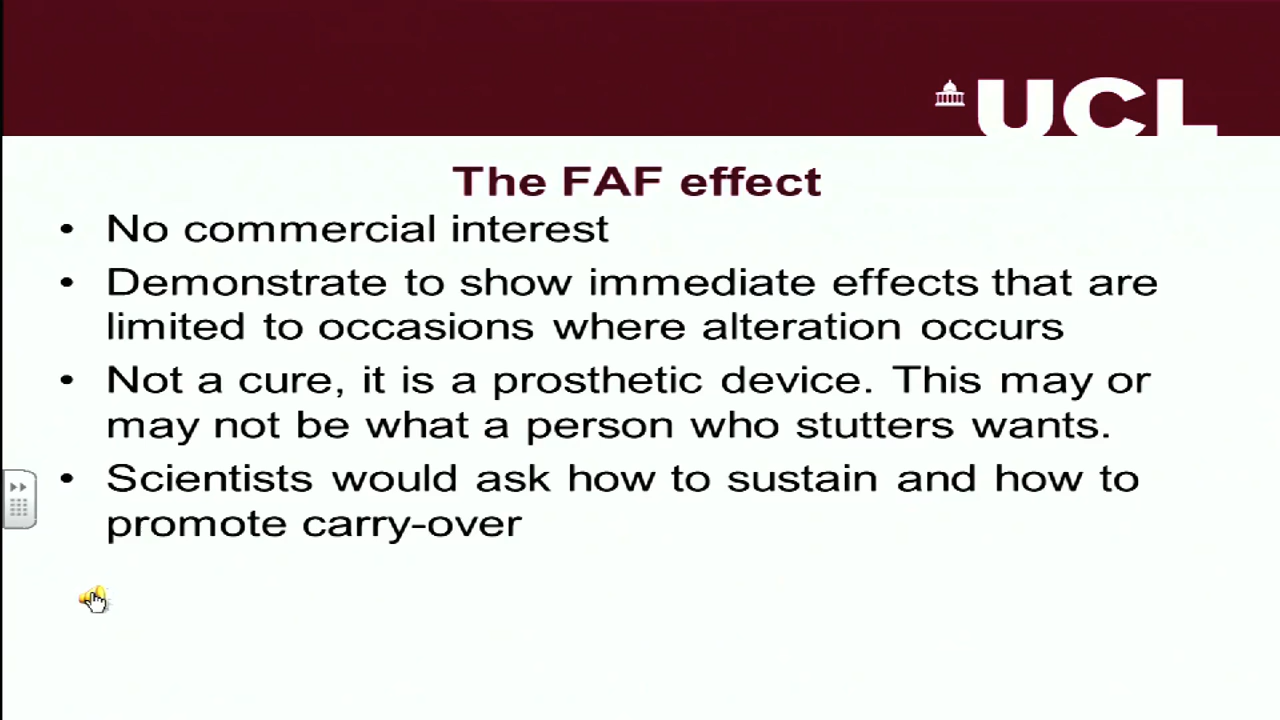 UCL
The FAF effect
• No commercial interest
• Demonstrate to show immediate effects that are
limited to occasions where alteration occurs
• Not a cure, it is a prosthetic device. This may or
may not be what a person who stutters wants.
• Scientists would ask how to sustain and how to
promote carry-over